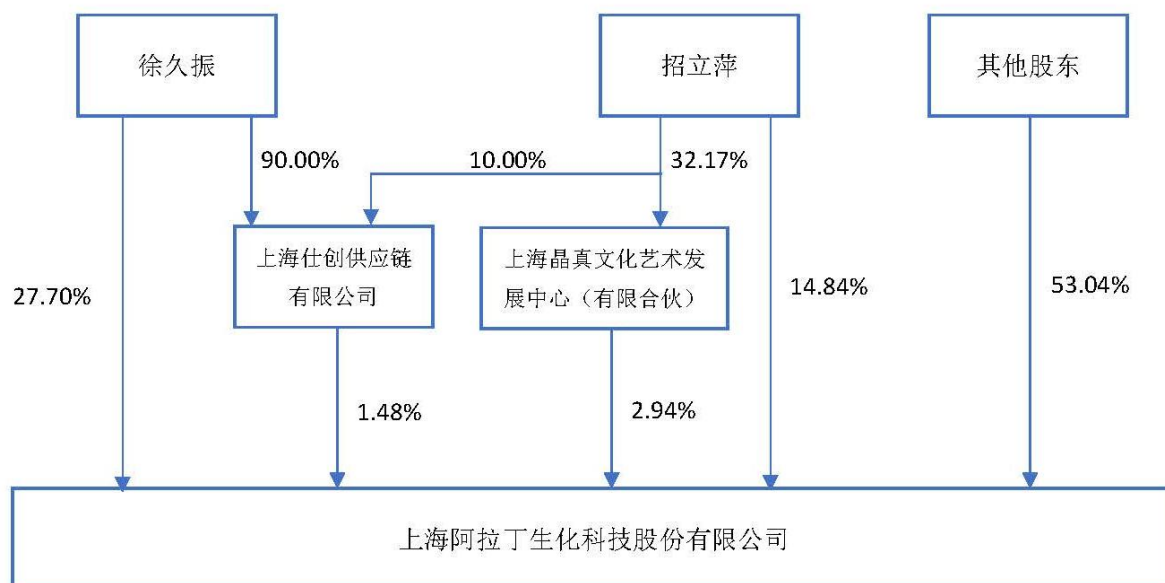 徐久振
招立萍
其他股东
90.00%
10.00%
32.17%
上海仕创供应链
有限公司
上海晶真文化艺术发
展中心（有限合伙）
27.70%
14.84%
53.04%
1.48%
2.94%
上海阿拉丁生化科技股份有限公司